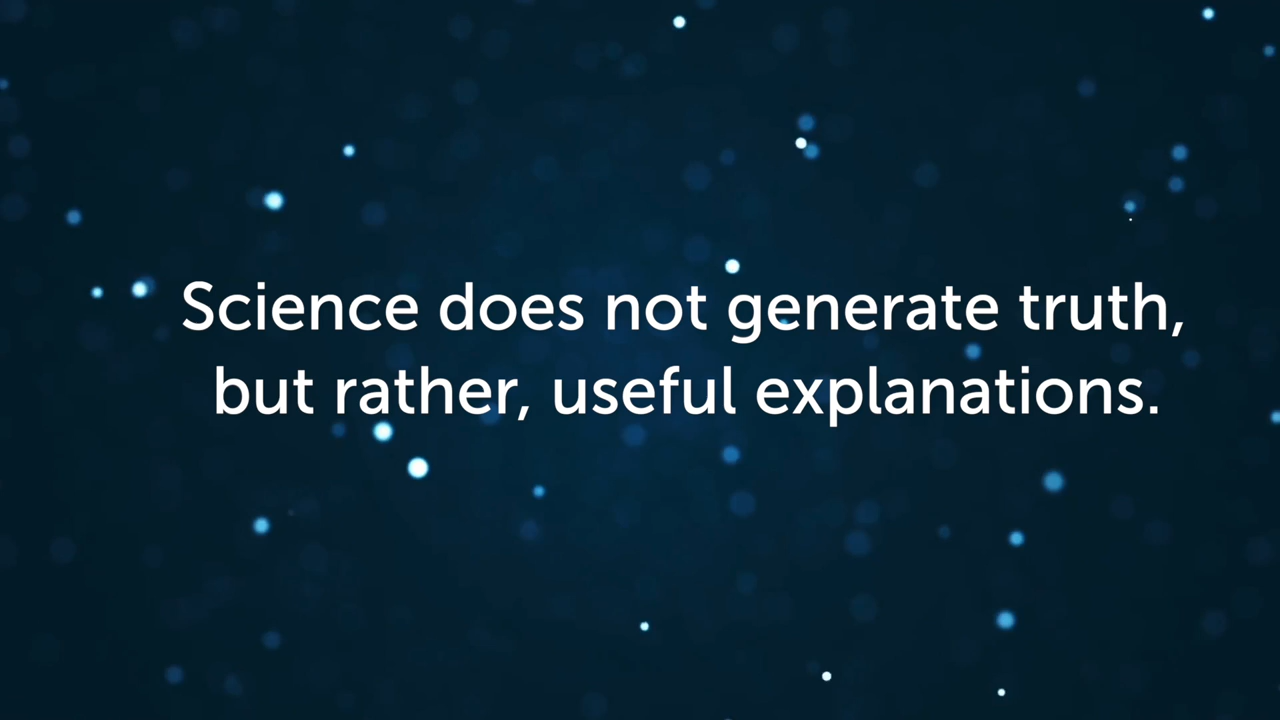 Science does not generate truth,
but rather, useful explanations.